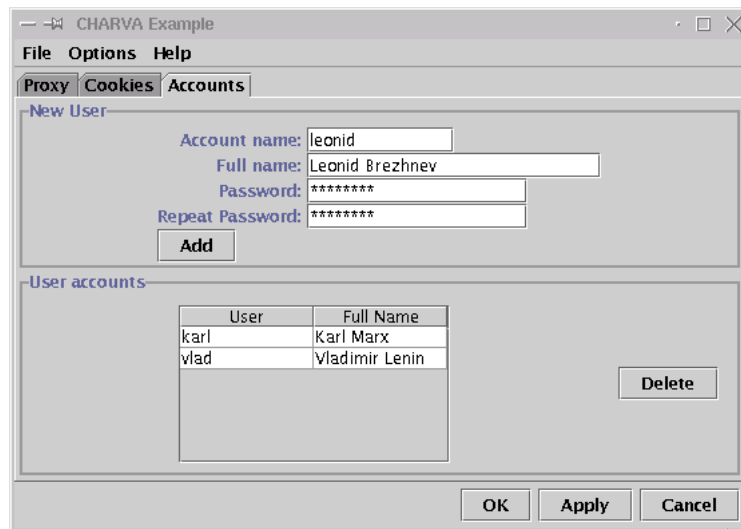 CHARVA Example
File Options Help
Proxy Cookies Accounts
New User
Account name: leonid
Full name: Leonid Brezhnev
Password: ********
Repeat Password: ********
Add
User accounts
User Full Name
karl Karl Marx
vlad Vladimir Lenin
Delete
OK Apply Cancel